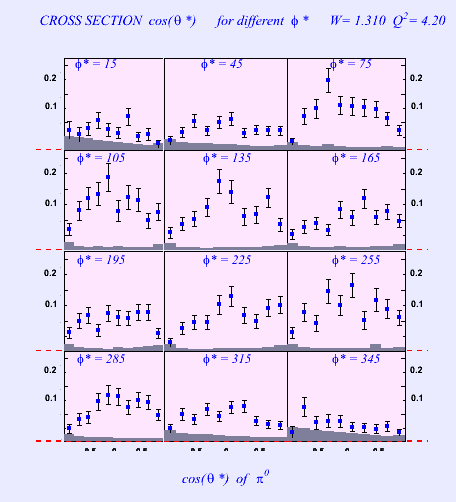 CROSS SECTION cos(θ*) for different ϕ* W= 1.310 Q²= 4.20
ϕ* = 15 ϕ* = 45 ϕ* = 75
0.2 0.2
0.1 0.1
ϕ* = 105 ϕ* = 135 ϕ* = 165
0.2 0.2
0.1 0.1
ϕ* = 195 ϕ* = 225 ϕ* = 255
0.2 0.2
0.1 0.1
ϕ* = 285 ϕ* = 315 ϕ* = 345
0.2 0.2
0.1 0.1
cos(θ*) of π⁰